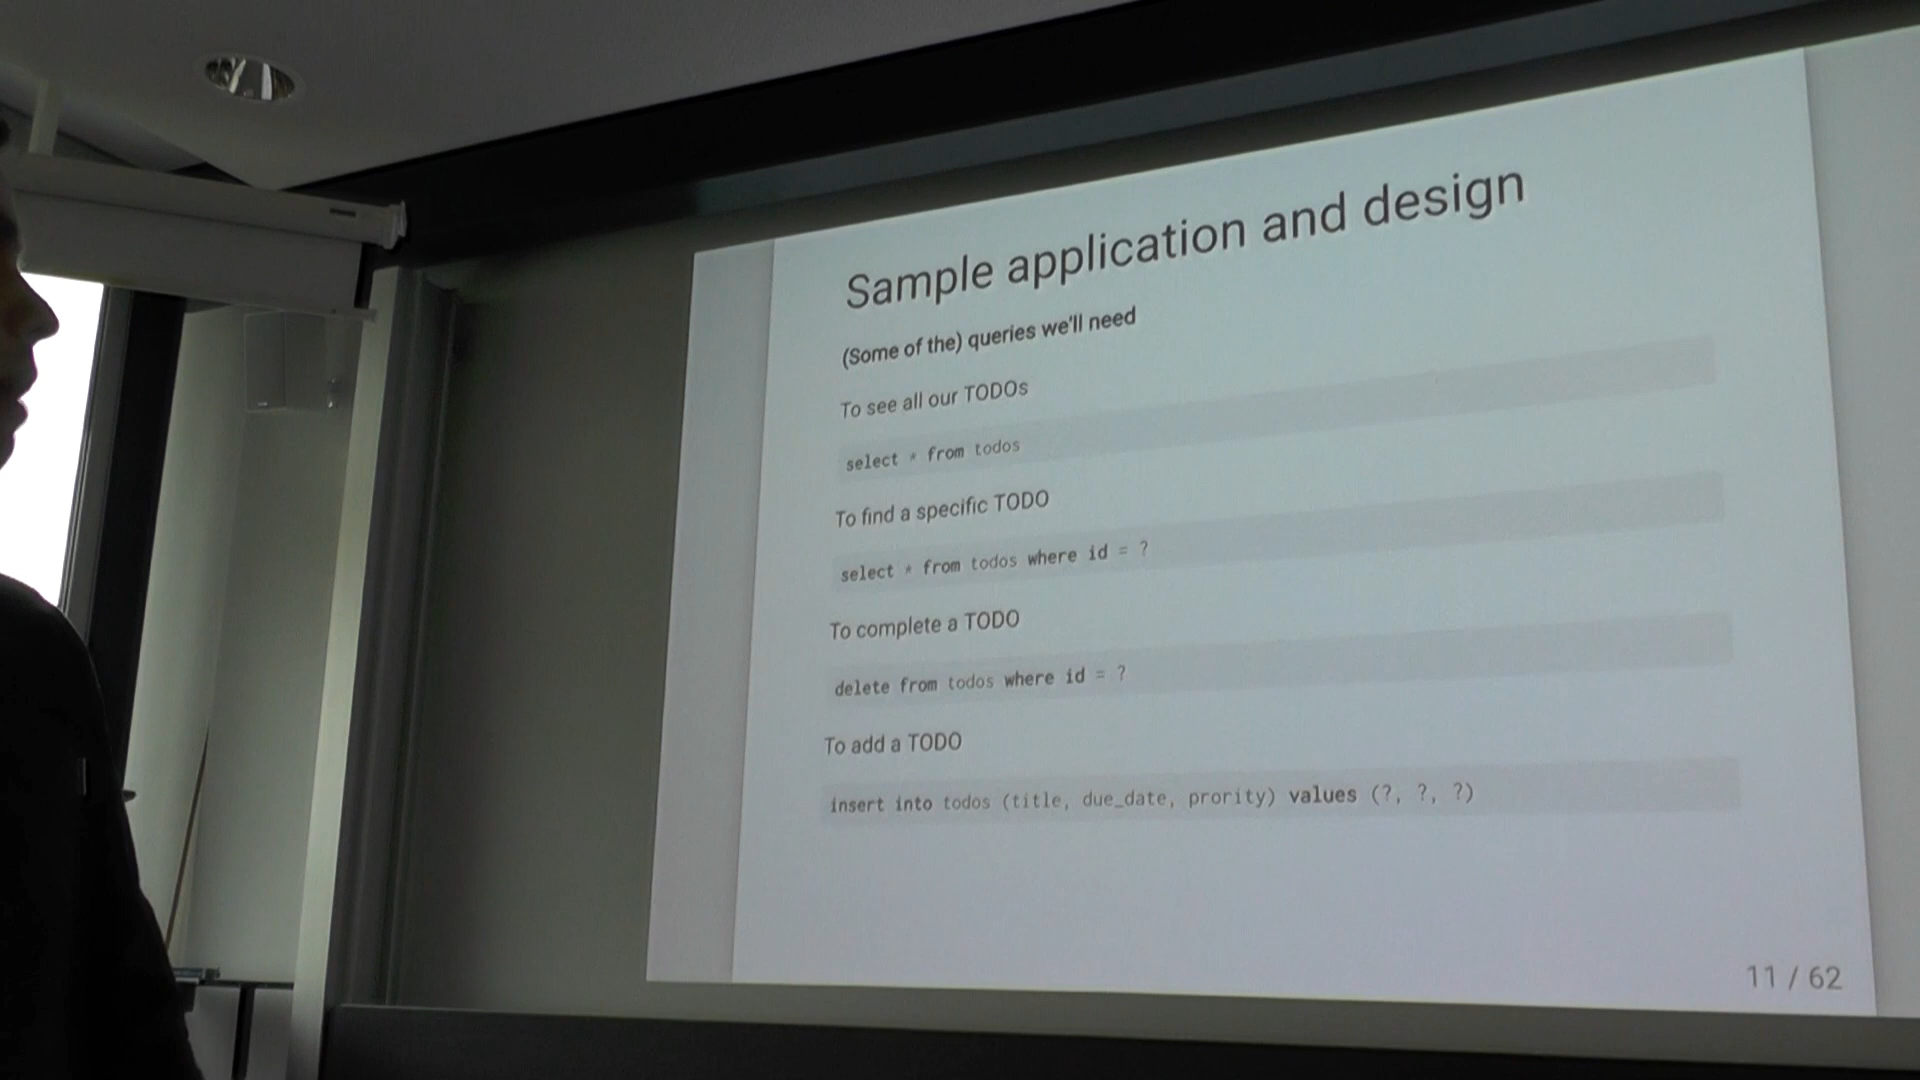 Sample application and design
(Some of the) queries we'll need
To see all our TODOs
select * from todos
To find a specific TODO
select * from todos where id = ?
To complete a TODO
delete from todos where id = ?
To add a TODO
insert into todos (title, due_date, prority) values (?, ?, ?)
11 / 62